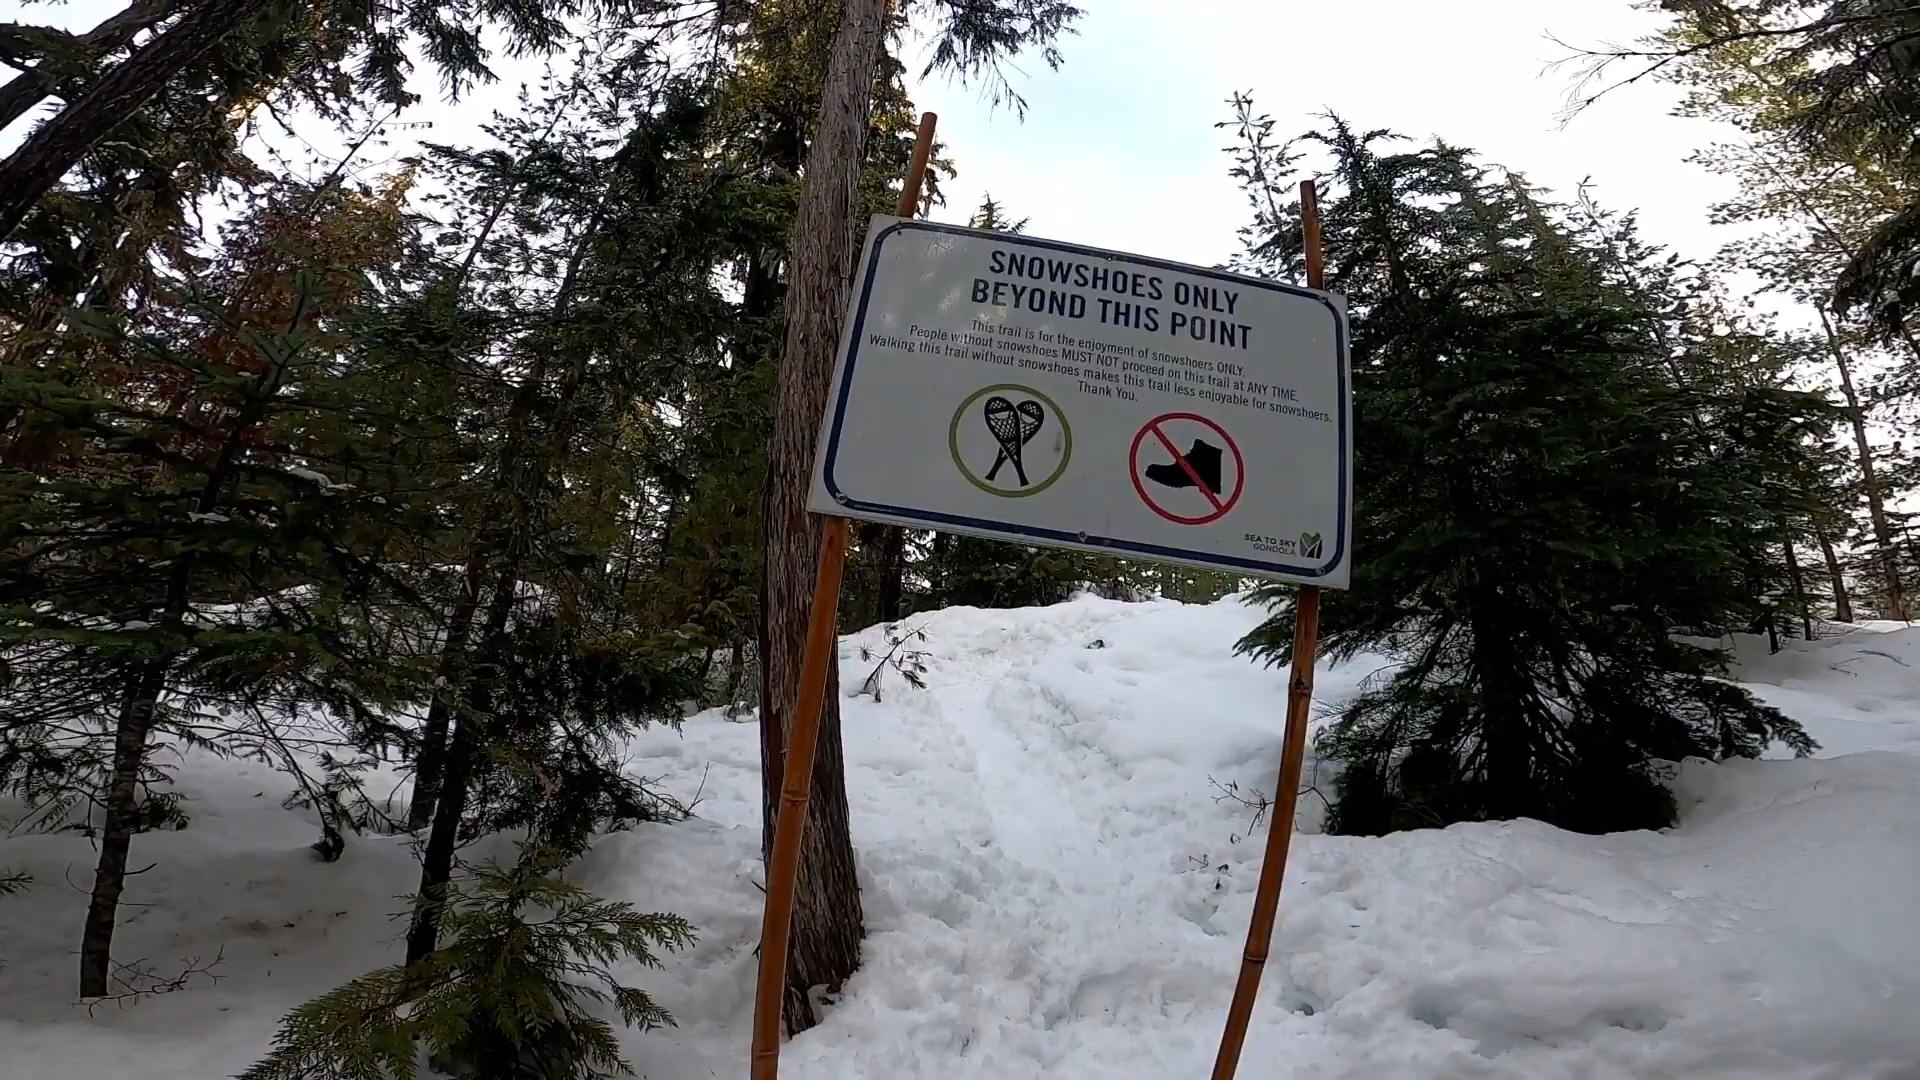 SNOWSHOES ONLY
BEYOND THIS POINT
This trail is for the enjoyment of snowshoers ONLY.
People without snowshoes MUST NOT proceed on this trail at ANY TIME.
Walking this trail without snowshoes makes this trail less enjoyable for snowshoers.
Thank You.
SEA TO SKY
GONDOLA